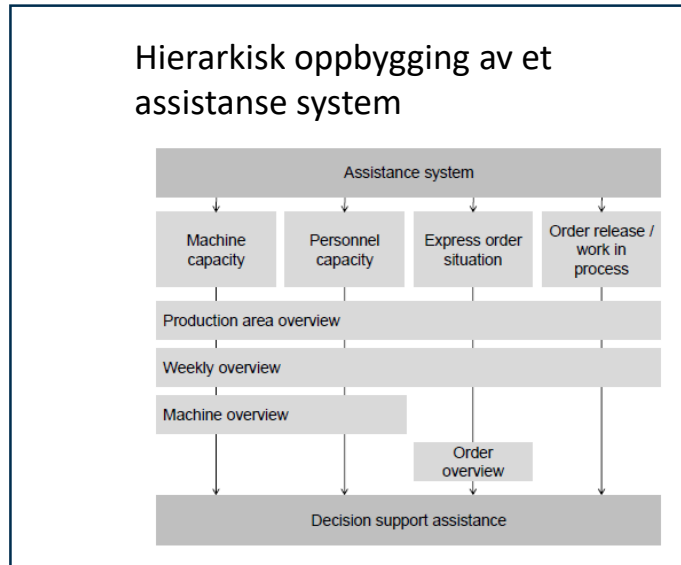 Hierarkisk oppbygging av et
assistanse system
Assistance system
Machine
capacity
Personnel
capacity
Express order
situation
Order release /
work in
process
Production area overview
Weekly overview
Machine overview
Order
overview
Decision support assistance